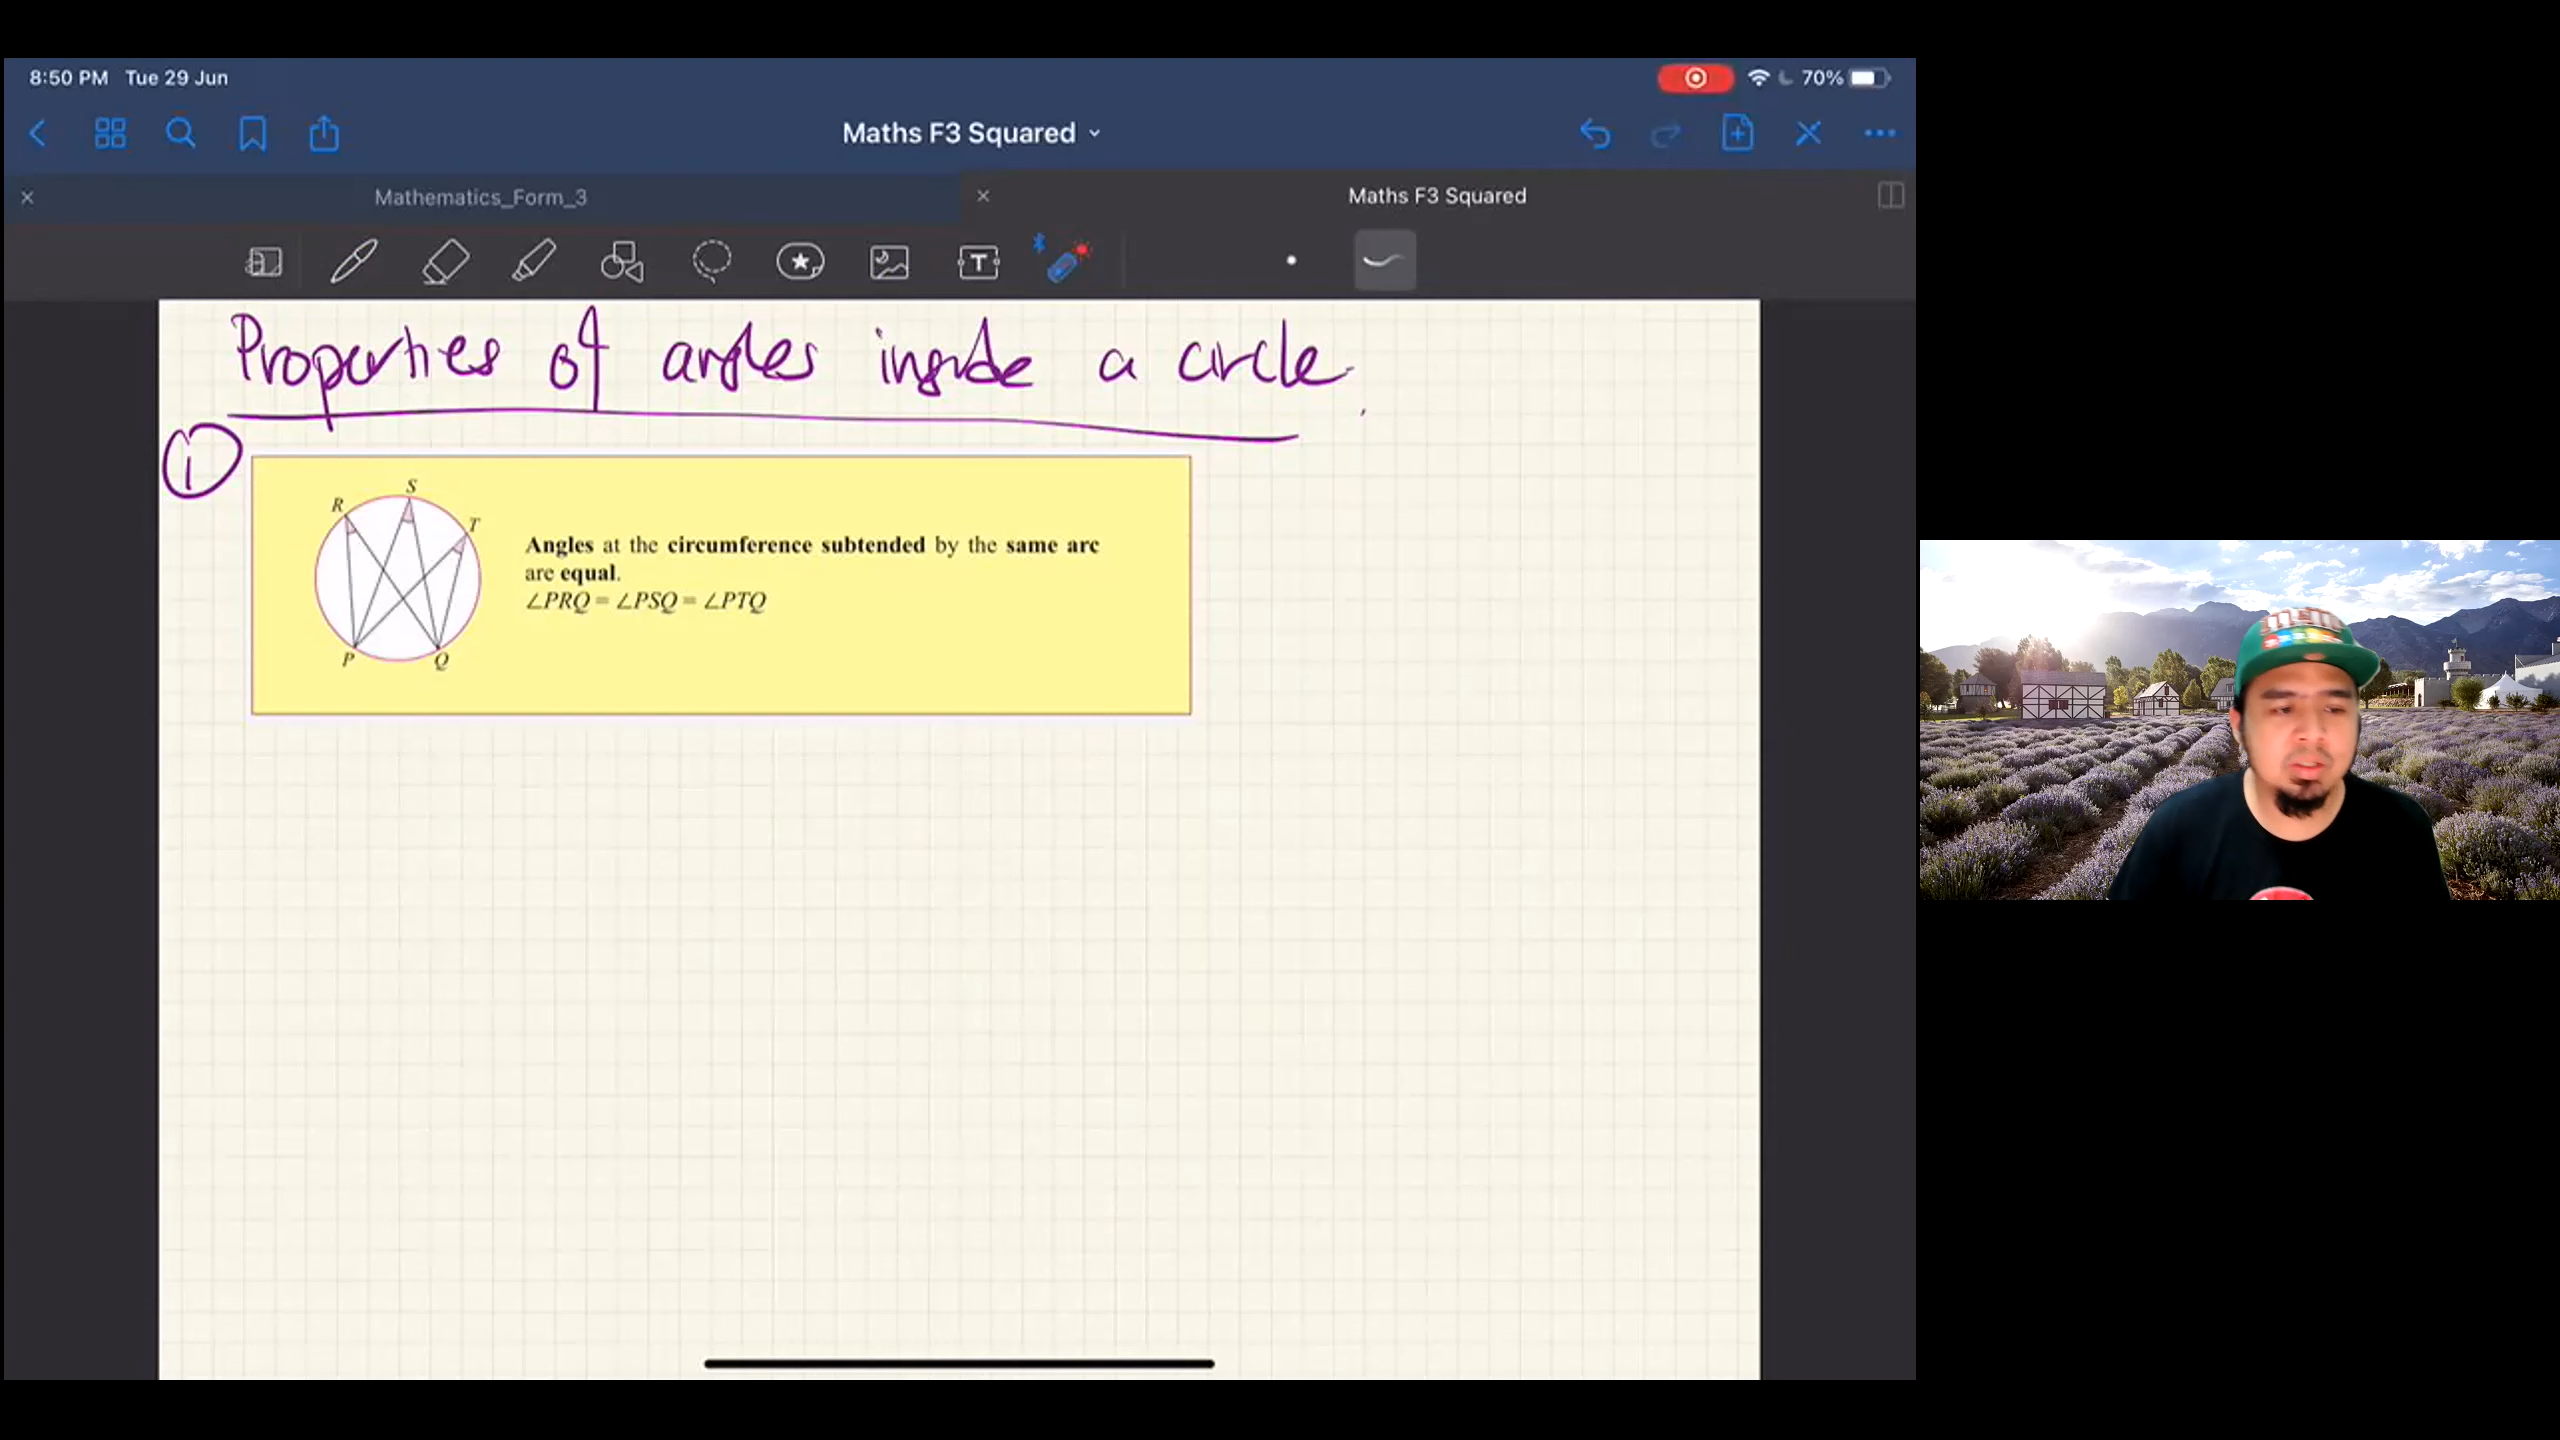 8:50 PM Tue 29 Jun
70%
Maths F3 Squared
Mathematics_Form_3
Maths F3 Squared
T
Properties of angles inside a circle.
1
R
S
T
P
Q
Angles at the circumference subtended by the same arc
are equal.
∠PRQ = ∠PSQ = ∠PTQ